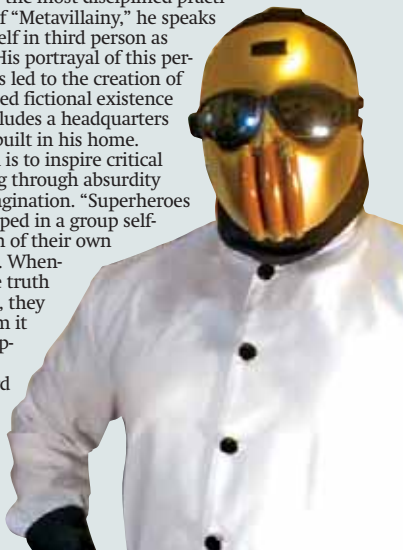 the most disciplined practi-
f “Metavillainy,” he speaks
elf in third person as
His portrayal of this per-
s led to the creation of
ed fictional existence
ludes a headquarters
built in his home.
is to inspire critical
g through absurdity
agination. “Superheroes
ped in a group self-
n of their own
. When-
e truth
, they
m it
p-
rd